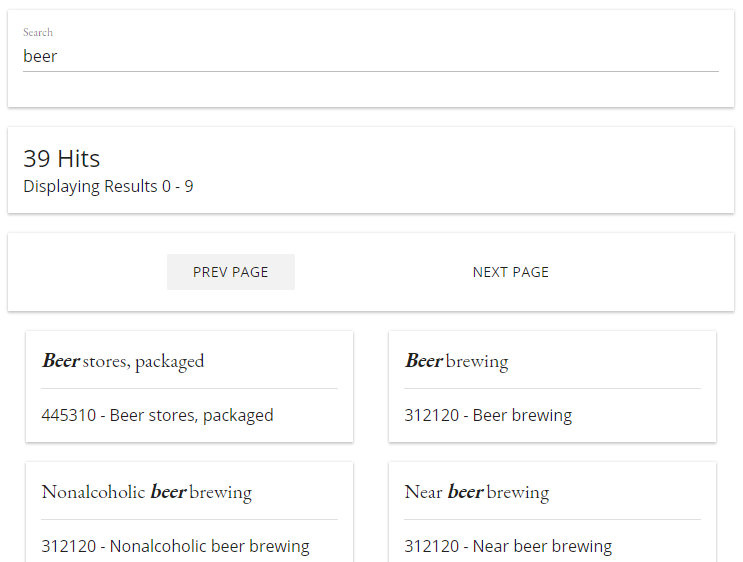 Search
beer
39 Hits
Displaying Results 0 - 9
PREV PAGE
NEXT PAGE
Beer stores, packaged
445310 - Beer stores, packaged
Beer brewing
312120 - Beer brewing
Nonalcoholic beer brewing
312120 - Nonalcoholic beer brewing
Near beer brewing
312120 - Near beer brewing